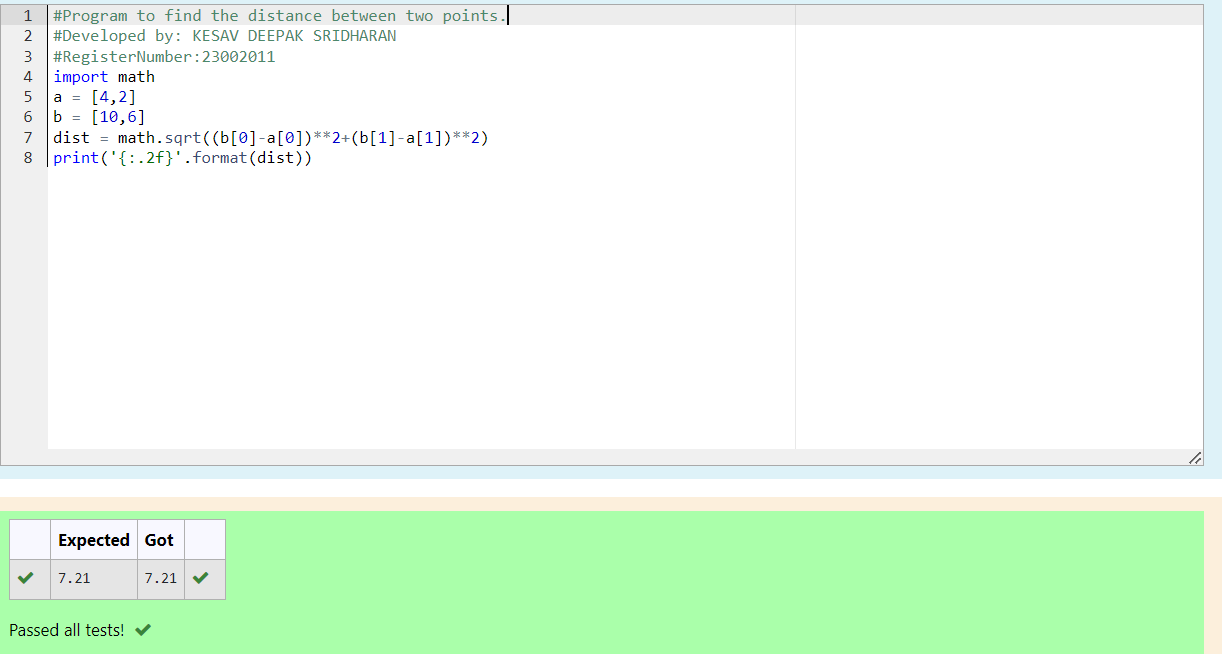 1 #Program to find the distance between two points.
2 #Developed by: KESAV DEEPAK SRIDHARAN
3 #RegisterNumber:23002011
4 import math
5 a = [4,2]
6 b = [10,6]
7 dist = math.sqrt((b[0]-a[0])**2+(b[1]-a[1])**2)
8 print('{:.2f}'.format(dist))
Expected Got
✔ 7.21 7.21 ✔
Passed all tests! ✔